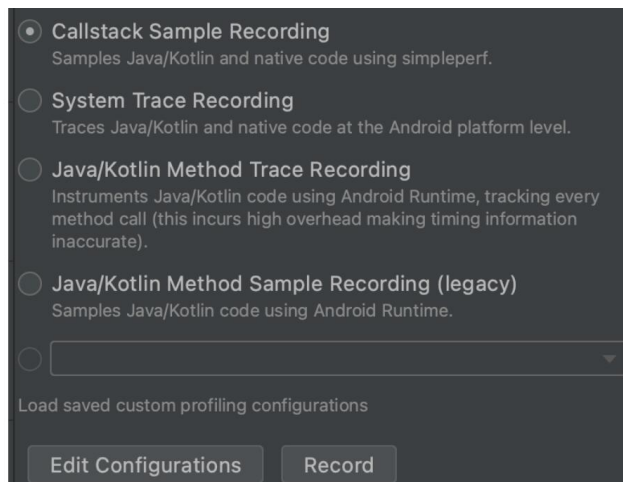 Callstack Sample Recording
Samples Java/Kotlin and native code using simpleperf.
System Trace Recording
Traces Java/Kotlin and native code at the Android platform level.
Java/Kotlin Method Trace Recording
Instruments Java/Kotlin code using Android Runtime, tracking every
method call (this incurs high overhead making timing information
inaccurate).
Java/Kotlin Method Sample Recording (legacy)
Samples Java/Kotlin code using Android Runtime.
Load saved custom profiling configurations
Edit Configurations Record